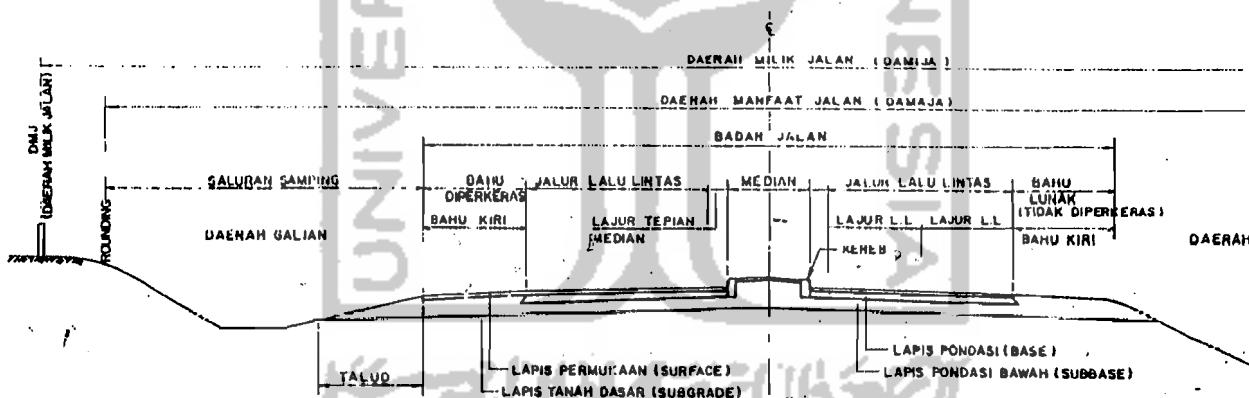 ℄
DAERAH MILIK JALAN (DAMIJA)
DAERAH MANFAAT JALAN (DAMAJA)
BADAH JALAN
DMJ
(DAERAH MILIK JALAN)
ROUNDING
SALURAN SAMPING
BAHU
DIPERKERAS
JALUR LALU LINTAS
MEDIAN
JALUR LALU LINTAS
BAHU
LUNAK
(TIDAK DIPERKERAS)
BAHU KIRI
LAJUR TEPIAN
MEDIAN
LAJUR L.L
LAJUR L.L
BAHU KIRI
DAERAH GALIAN
KEREB
DAERAH
TALUD
LAPIS PERMUKAAN (SURFACE)
LAPIS TANAH DASAR (SUBGRADE)
LAPIS PONDASI (BASE)
LAPIS PONDASI BAWAH (SUBBASE)
UNIVER